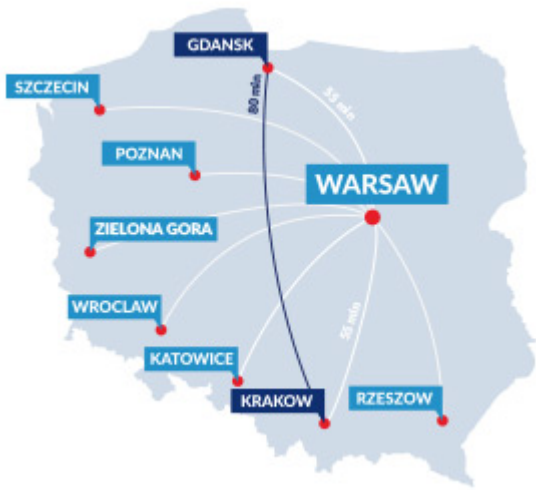 GDANSK
SZCZECIN
80 min
55 min
POZNAN
WARSAW
ZIELONA GORA
WROCLAW
55 min
KATOWICE
KRAKOW
RZESZOW